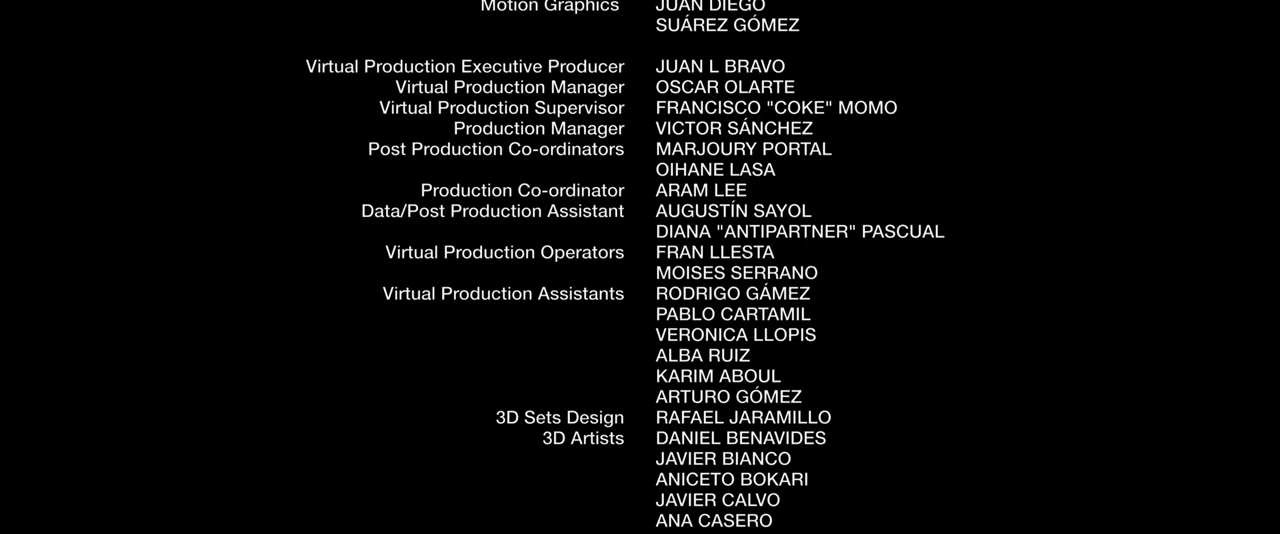 Motion Graphics JUAN DIEGO
SUÁREZ GÓMEZ
Virtual Production Executive Producer JUAN L BRAVO
Virtual Production Manager OSCAR OLARTE
Virtual Production Supervisor FRANCISCO "COKE" MOMO
Production Manager VICTOR SÁNCHEZ
Post Production Co-ordinators MARJOURY PORTAL
OIHANE LASA
Production Co-ordinator ARAM LEE
Data/Post Production Assistant AUGUSTÍN SAYOL
DIANA "ANTIPARTNER" PASCUAL
Virtual Production Operators FRAN LLESTA
MOISES SERRANO
Virtual Production Assistants RODRIGO GÁMEZ
PABLO CARTAMIL
VERONICA LLOPIS
ALBA RUIZ
KARIM ABOUL
ARTURO GÓMEZ
3D Sets Design RAFAEL JARAMILLO
3D Artists DANIEL BENAVIDES
JAVIER BIANCO
ANICETO BOKARI
JAVIER CALVO
ANA CASERO